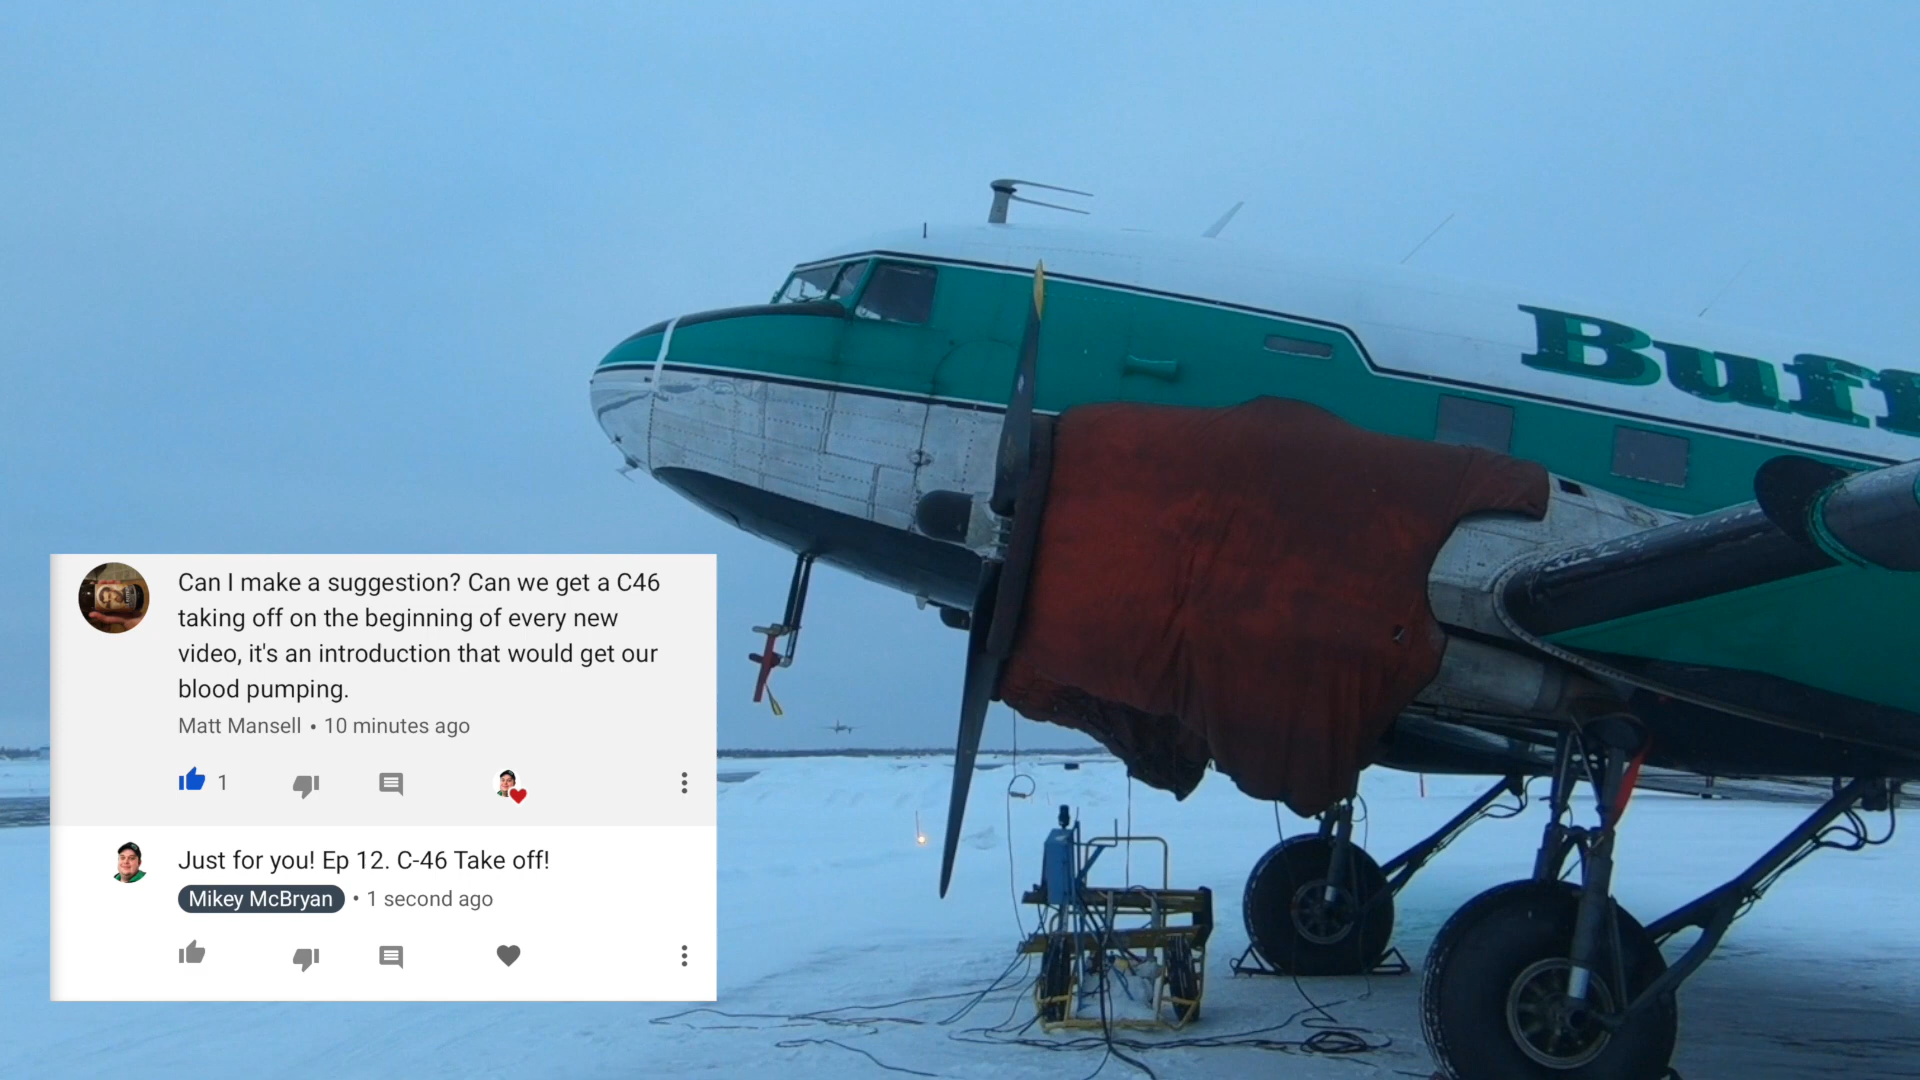 Buff
Can I make a suggestion? Can we get a C46
taking off on the beginning of every new
video, it's an introduction that would get our
blood pumping.
Matt Mansell • 10 minutes ago
1
Just for you! Ep 12. C-46 Take off!
Mikey McBryan • 1 second ago